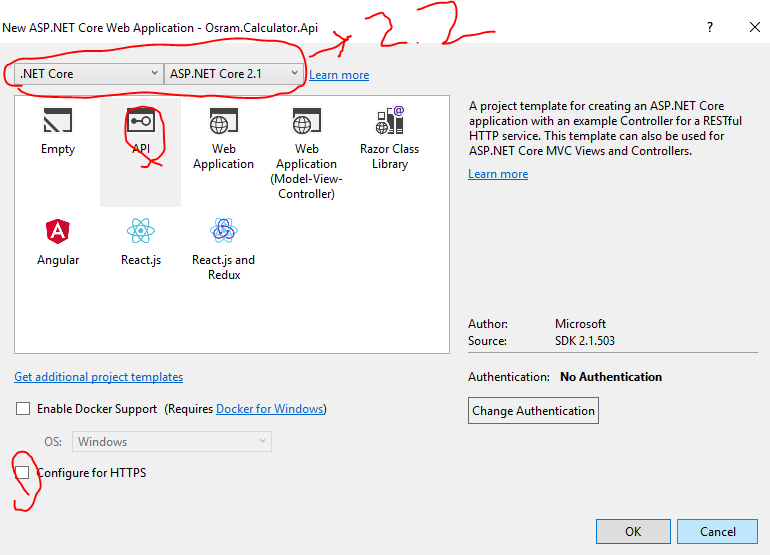 New ASP.NET Core Web Application - Osram.Calculator.Api
?
2.2
.NET Core
ASP.NET Core 2.1
Learn more
Empty
API
Web
Application
Web
Application
(Model-View-
Controller)
Razor Class
Library
Angular
React.js
React.js and
Redux
A project template for creating an ASP.NET Core
application with an example Controller for a RESTful
HTTP service. This template can also be used for
ASP.NET Core MVC Views and Controllers.
Learn more
Author: Microsoft
Source: SDK 2.1.503
Get additional project templates
Authentication: No Authentication
Change Authentication
Enable Docker Support (Requires Docker for Windows)
OS: Windows
Configure for HTTPS
OK
Cancel